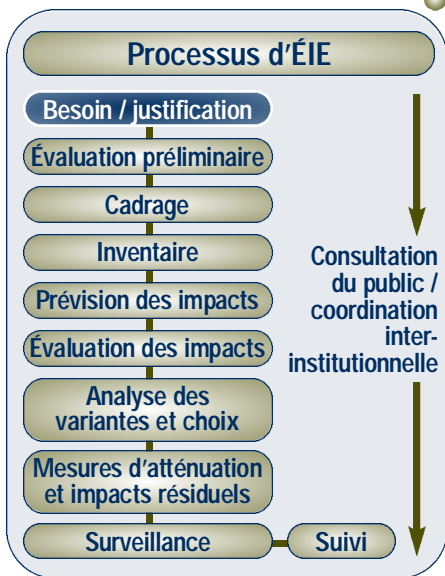 Processus d'ÉIE
Besoin / justification
Évaluation préliminaire
Cadrage
Inventaire
Prévision des impacts
Évaluation des impacts
Analyse des
variantes et choix
Mesures d'atténuation
et impacts résiduels
Surveillance
Suivi
Consultation
du public /
coordination
inter-
institutionnelle